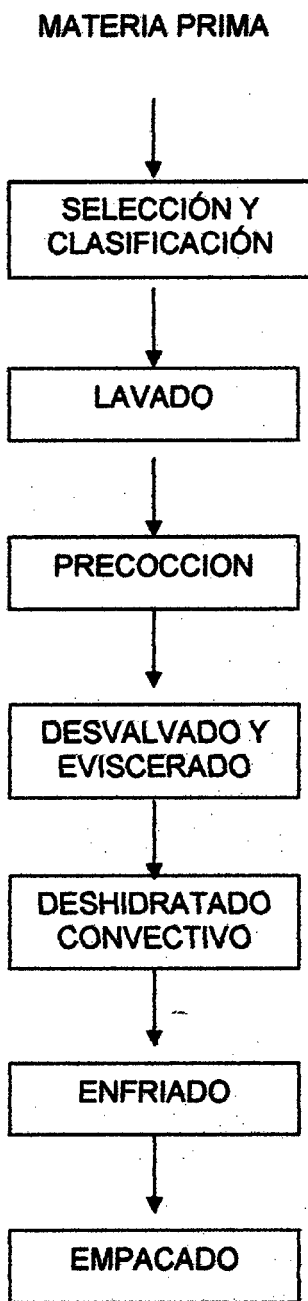 MATERIA PRIMA
SELECCIÓN Y
CLASIFICACIÓN
LAVADO
PRECOCCION
DESVALVADO Y
EVISCERADO
DESHIDRATADO
CONVECTIVO
ENFRIADO
EMPACADO